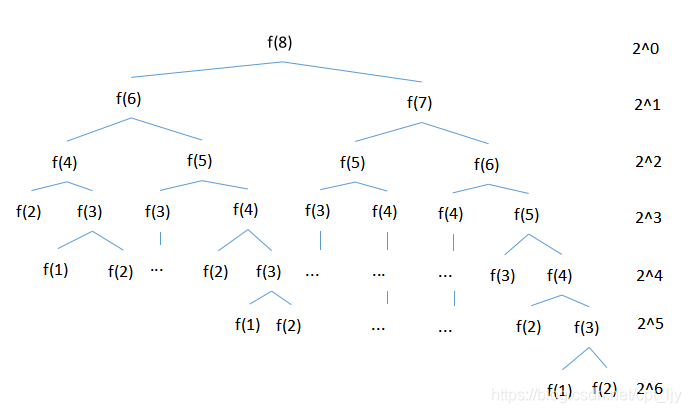 f(8) 2^0
f(6) f(7) 2^1
f(4) f(5) f(5) f(6) 2^2
f(2) f(3) f(3) f(4) f(3) f(4) f(4) f(5) 2^3
f(1) f(2) ... f(2) f(3) ... ... ... f(3) f(4) 2^4
f(1) f(2) ... ... f(2) f(3) 2^5
f(1) f(2) 2^6